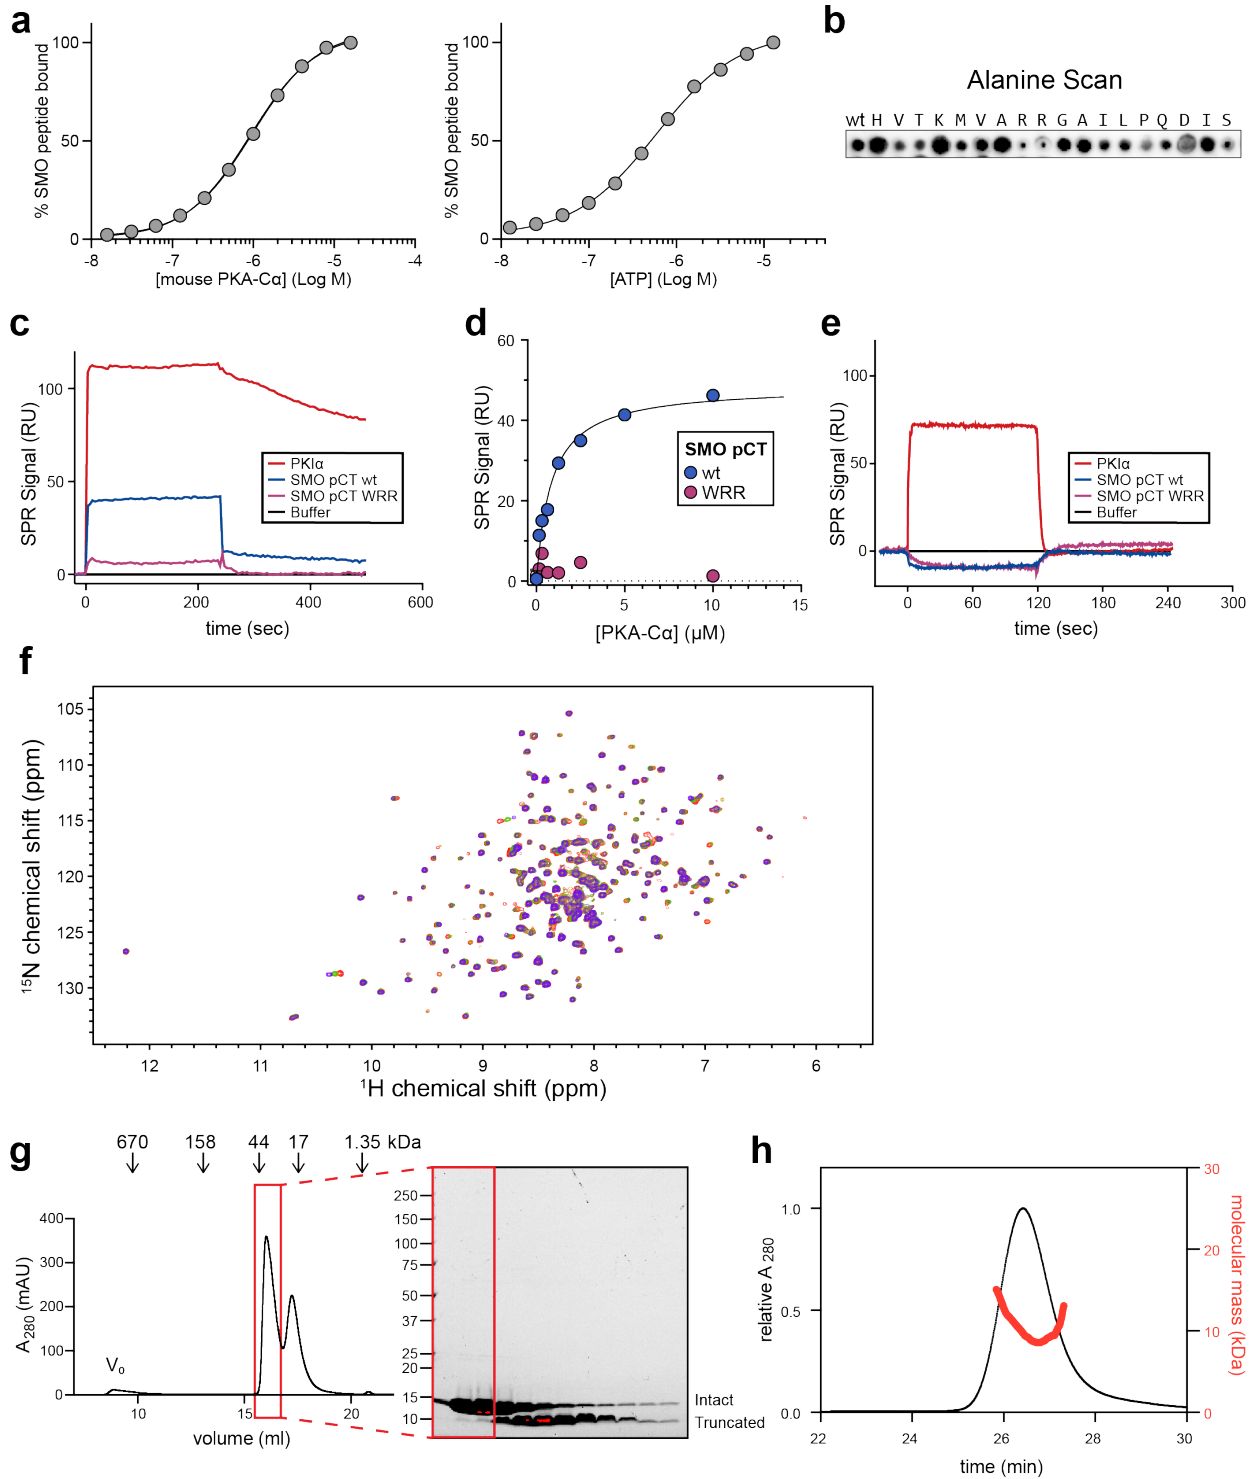 a
% SMO peptide bound
100
50
0
-8 -7 -6 -5 -4
[mouse PKA-Cα] (Log M)
% SMO peptide bound
100
50
0
-7 -6 -5
[ATP] (Log M)
b
Alanine Scan
wt H V T K M V A R R G A I L P Q D I S
c
SPR Signal (RU)
100
50
0
0 200 400 600
time (sec)
PKIα
SMO pCT wt
SMO pCT WRR
Buffer
d
SPR Signal (RU)
60
40
20
0
0 5 10 15
[PKA-Cα] (µM)
SMO pCT
wt
WRR
e
SPR Signal (RU)
100
50
0
0 60 120 180 240 300
time (sec)
PKIα
SMO pCT wt
SMO pCT WRR
Buffer
f
15N chemical shift (ppm)
105
110
115
120
125
130
12 11 10 9 8 7 6
1H chemical shift (ppm)
g
670 158 44 17 1.35 kDa
A280 (mAU)
400
300
200
100
0
V0
10 15 20
volume (ml)
250
150
100
75
50
37
25
20
15
10
Intact
Truncated
h
relative A 280
1.0
0.5
0.0
22 24 26 28 30
time (min)
30
20
10
0
molecular mass (kDa)